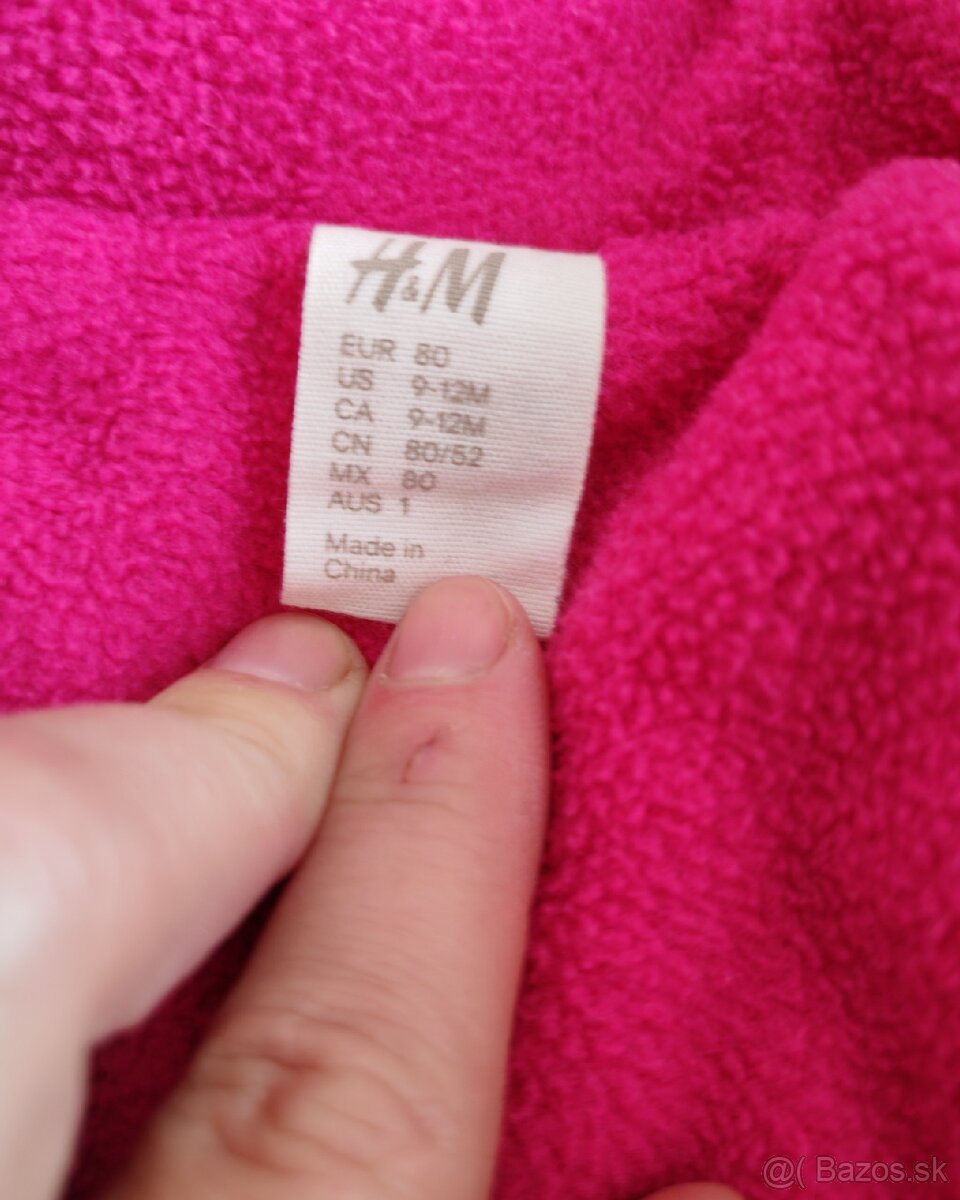 H&M
EUR 80
US 9-12M
CA 9-12M
CN 80/52
MX 80
AUS 1
Made in
China
@( Bazos.sk